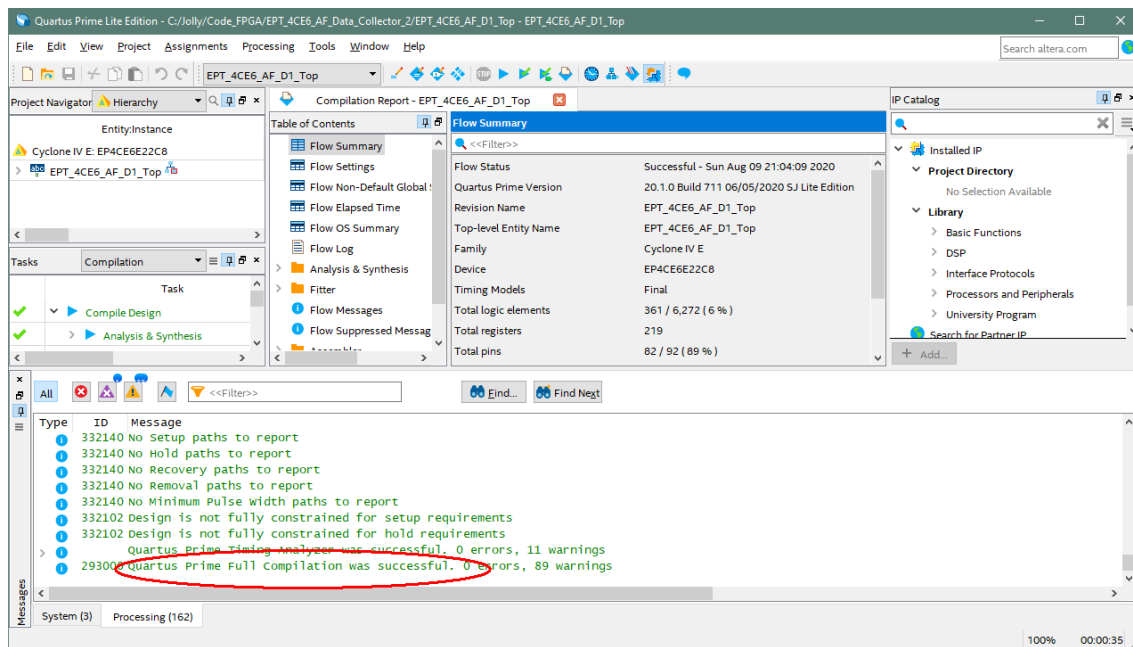 Quartus Prime Lite Edition - C:/Jolly/Code_FPGA/EPT_4CE6_AF_Data_Collector_2/EPT_4CE6_AF_D1_Top - EPT_4CE6_AF_D1_Top
File Edit View Project Assignments Processing Tools Window Help
Search altera.com
EPT_4CE6_AF_D1_Top
Project Navigator Hierarchy
Entity:Instance
Cyclone IV E: EP4CE6E22C8
EPT_4CE6_AF_D1_Top
Tasks Compilation
Task
Compile Design
Analysis & Synthesis
Compilation Report - EPT_4CE6_AF_D1_Top
Table of Contents
Flow Summary
Flow Settings
Flow Non-Default Global
Flow Elapsed Time
Flow OS Summary
Flow Log
Analysis & Synthesis
Fitter
Flow Messages
Flow Suppressed Messag
Flow Summary
<<Filter>>
Flow Status Successful - Sun Aug 09 21:04:09 2020
Quartus Prime Version 20.1.0 Build 711 06/05/2020 SJ Lite Edition
Revision Name EPT_4CE6_AF_D1_Top
Top-level Entity Name EPT_4CE6_AF_D1_Top
Family Cyclone IV E
Device EP4CE6E22C8
Timing Models Final
Total logic elements 361 / 6,272 ( 6 % )
Total registers 219
Total pins 82 / 92 ( 89 % )
IP Catalog
Installed IP
Project Directory
No Selection Available
Library
Basic Functions
DSP
Interface Protocols
Processors and Peripherals
University Program
Search for Partner IP
+ Add...
All <<Filter>> Find... Find Next
Type ID Message
332140 No Setup paths to report
332140 No Hold paths to report
332140 No Recovery paths to report
332140 No Removal paths to report
332140 No Minimum Pulse Width paths to report
332102 Design is not fully constrained for setup requirements
332102 Design is not fully constrained for hold requirements
Quartus Prime Timing Analyzer was successful. 0 errors, 11 warnings
293000 Quartus Prime Full Compilation was successful. 0 errors, 89 warnings
Messages
System (3) Processing (162)
100% 00:00:35